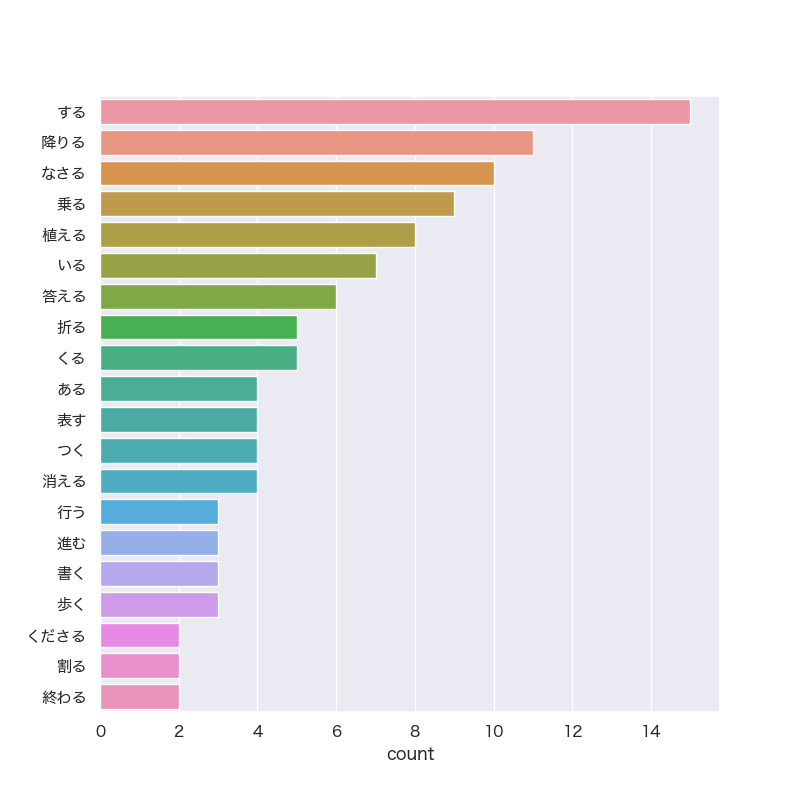 する
降りる
なさる
乗る
植える
いる
答える
折る
くる
ある
表す
つく
消える
行う
進む
書く
歩く
くださる
割る
終わる
0 2 4 6 8 10 12 14
count